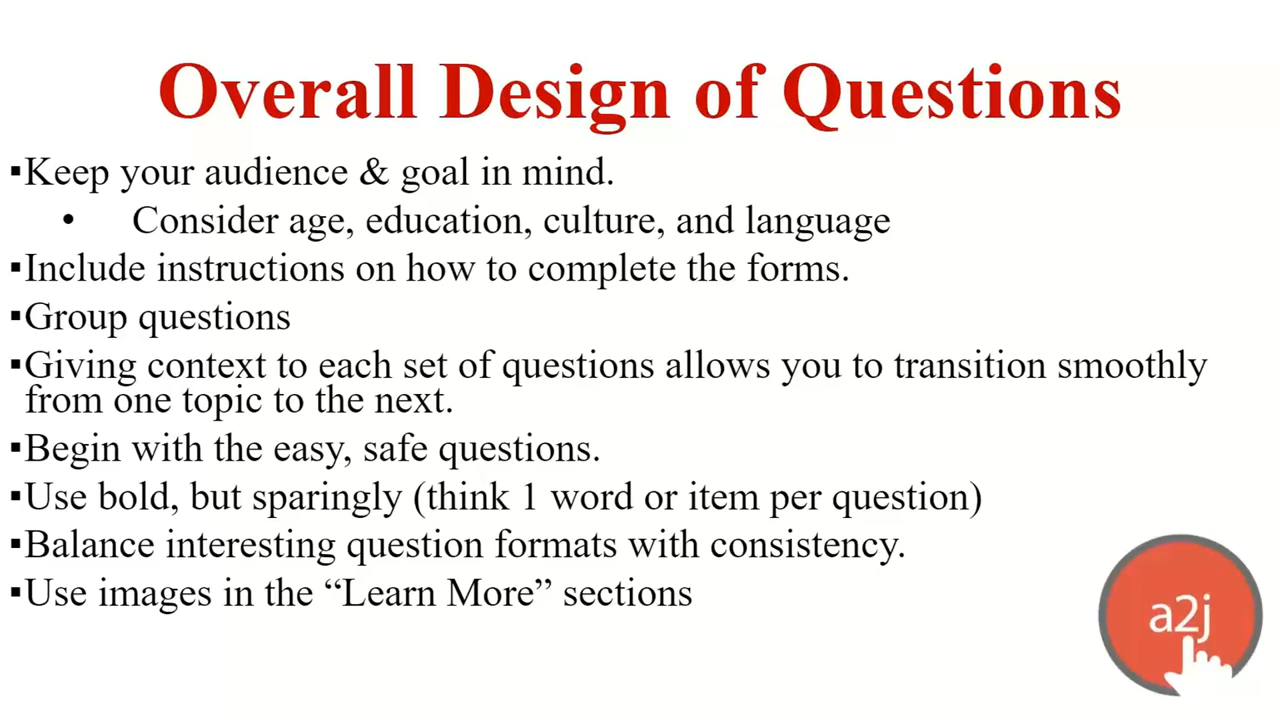 Overall Design of Questions
▪Keep your audience & goal in mind.
• Consider age, education, culture, and language
▪Include instructions on how to complete the forms.
▪Group questions
▪Giving context to each set of questions allows you to transition smoothly
from one topic to the next.
▪Begin with the easy, safe questions.
▪Use bold, but sparingly (think 1 word or item per question)
▪Balance interesting question formats with consistency.
▪Use images in the “Learn More” sections
a2j